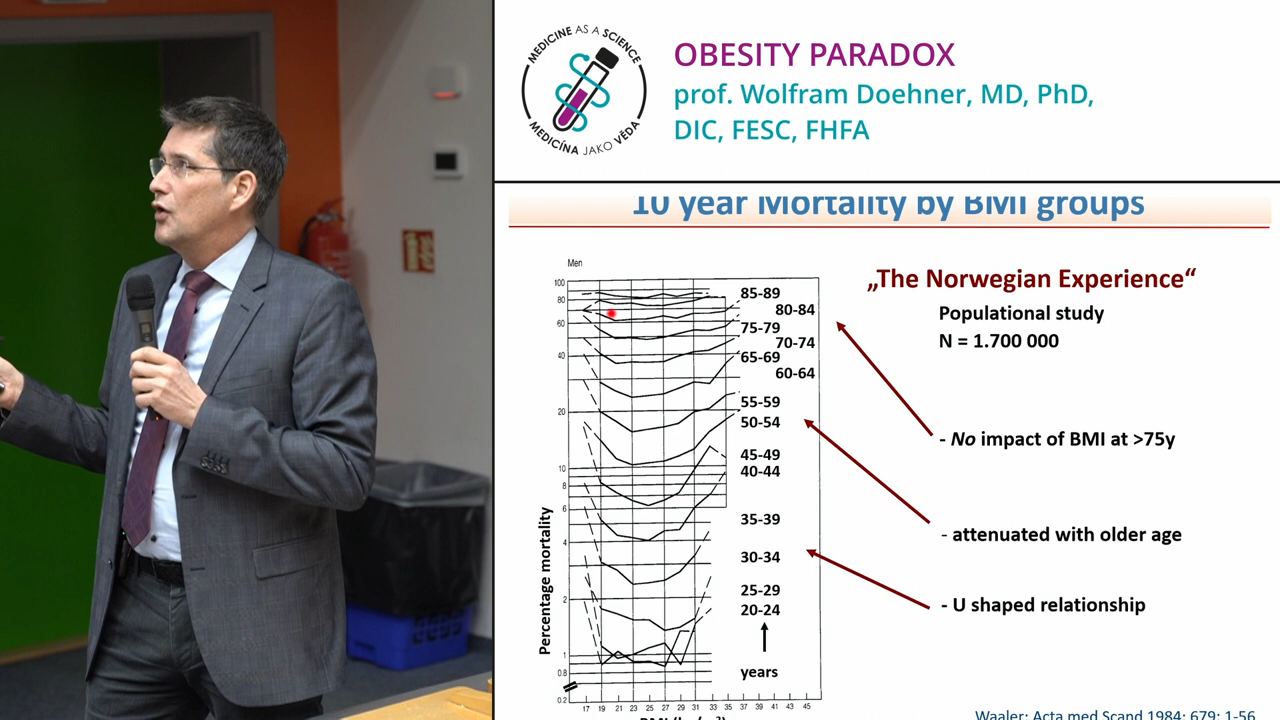 MEDICINE AS A SCIENCE
MEDICÍNA JAKO VĚDA
OBESITY PARADOX
prof. Wolfram Doehner, MD, PhD,
DIC, FESC, FHFA
10 year Mortality by BMI groups
Men
100
80
60
40
20
10
8
6
4
2
1
0.8
0.2
Percentage mortality
17 19 21 23 25 27 29 31 33 35 37 39 41 43 45
85-89
80-84
75-79
70-74
65-69
60-64
55-59
50-54
45-49
40-44
35-39
30-34
25-29
20-24
years
„The Norwegian Experience“
Populational study
N = 1.700 000
- No impact of BMI at >75y
- attenuated with older age
- U shaped relationship
Waaler: Acta med Scand 1984; 679: 1-56